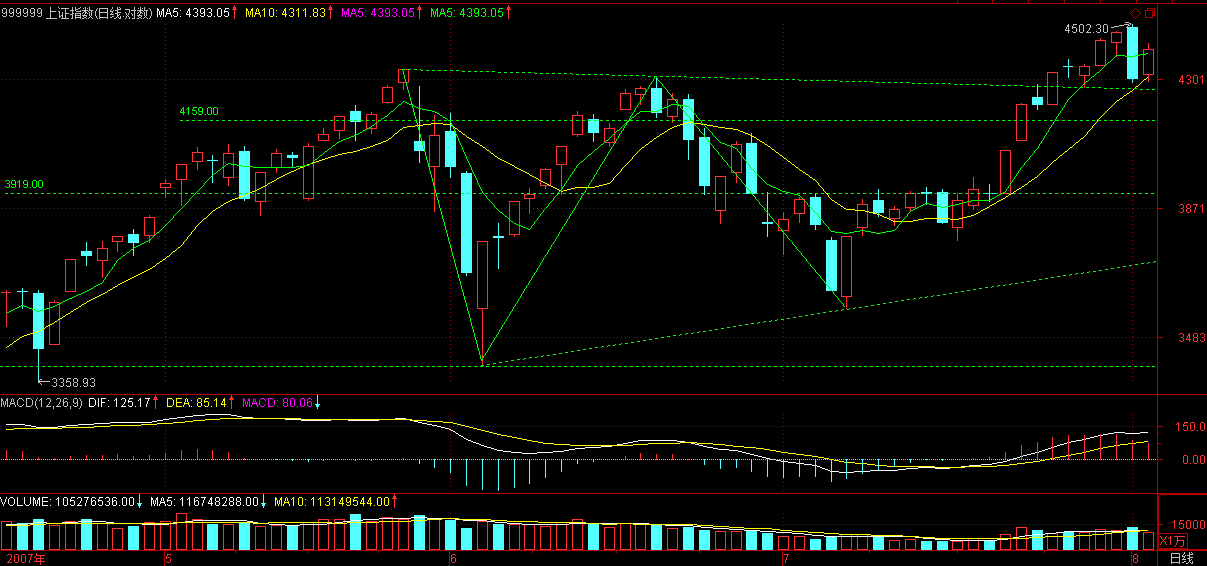 999999 上证指数(日线.对数) MA5: 4393.05↑ MA10: 4311.83↑ MA5: 4393.05↑ MA5: 4393.05↑
4502.30
4301
4159.00
3919.00
3871
3483
3358.93
MACD(12,26,9) DIF: 125.17↑ DEA: 85.14↑ MACD: 80.06↓
150.0
0.00
VOLUME: 105276536.00↓ MA5: 116748288.00↓ MA10: 113149544.00↑
15000
X1万
2007年 5 6 7 8 日线